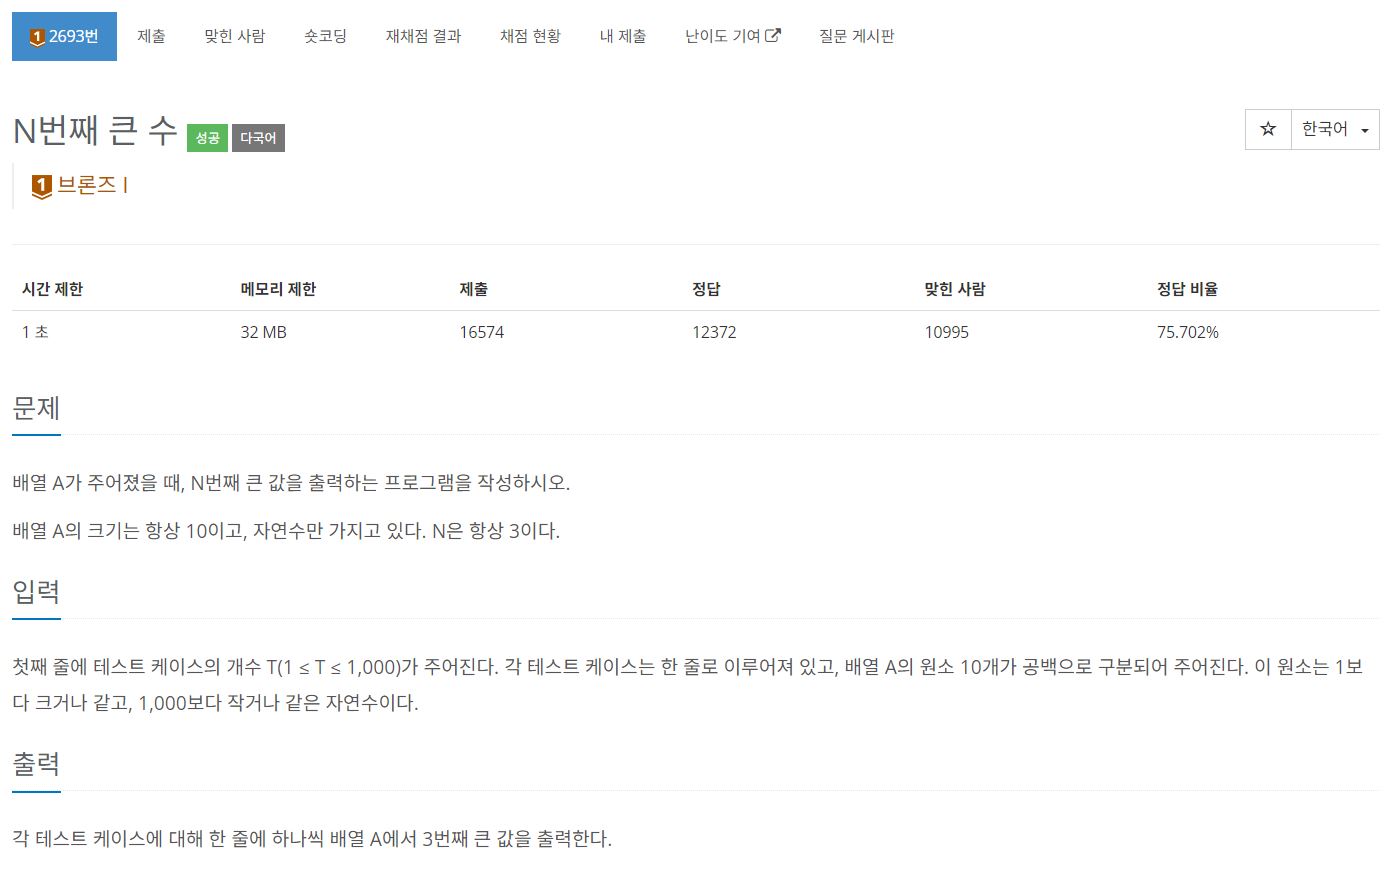 1 2693번 제출 맞힌 사람 숏코딩 재채점 결과 채점 현황 내 제출 난이도 기여 질문 게시판
N번째 큰 수 성공 다국어 한국어
1 브론즈 I
시간 제한 메모리 제한 제출 정답 맞힌 사람 정답 비율
1 초 32 MB 16574 12372 10995 75.702%
문제
배열 A가 주어졌을 때, N번째 큰 값을 출력하는 프로그램을 작성하시오.
배열 A의 크기는 항상 10이고, 자연수만 가지고 있다. N은 항상 3이다.
입력
첫째 줄에 테스트 케이스의 개수 T(1 ≤ T ≤ 1,000)가 주어진다. 각 테스트 케이스는 한 줄로 이루어져 있고, 배열 A의 원소 10개가 공백으로 구분되어 주어진다. 이 원소는 1보
다 크거나 같고, 1,000보다 작거나 같은 자연수이다.
출력
각 테스트 케이스에 대해 한 줄에 하나씩 배열 A에서 3번째 큰 값을 출력한다.